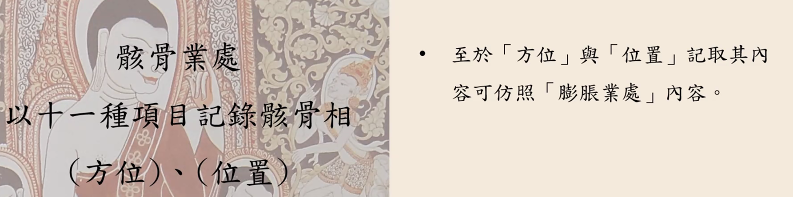 骸骨業處
以十一種項目記錄骸骨相
（方位）、（位置）
• 至於「方位」與「位置」記取其內
容可仿照「膨脹業處」內容。